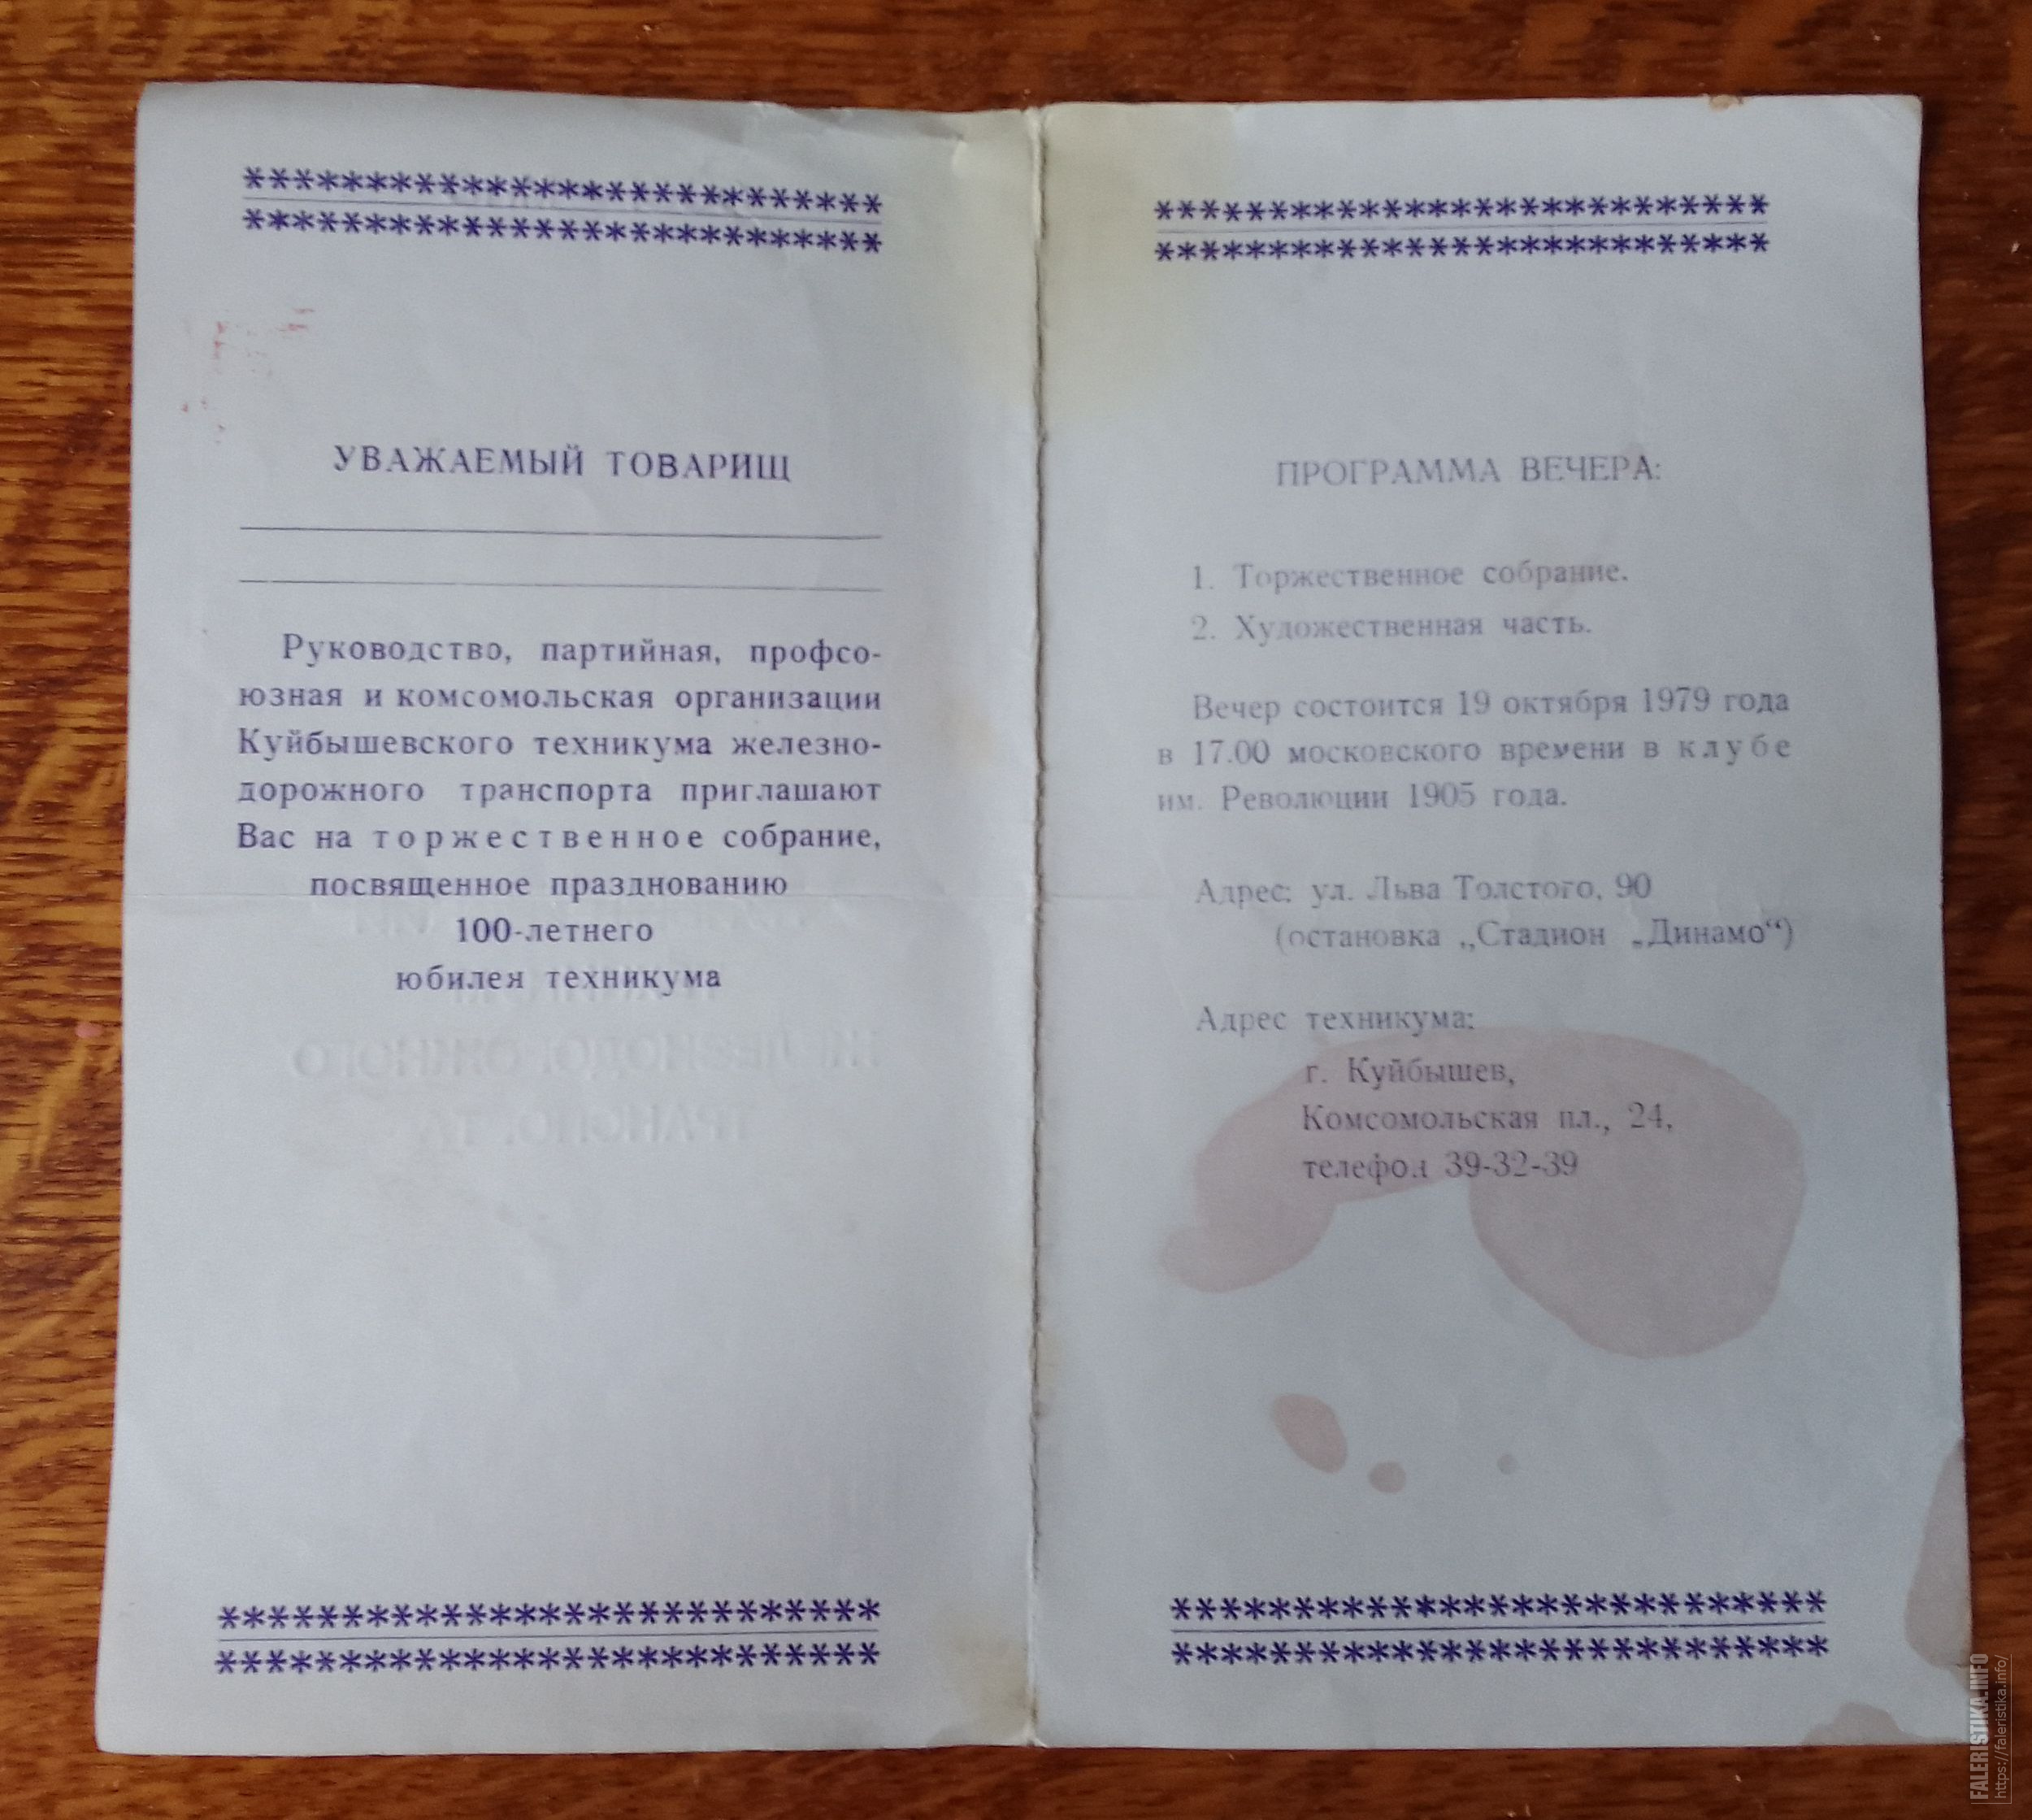 ************************** 
**************************
УВАЖАЕМЫЙ ТОВАРИЩ
Руководство, партийная, профсо-
юзная и комсомольская организации
Куйбышевского техникума железно-
дорожного транспорта приглашают
Вас на торжественное собрание,
посвященное празднованию
100-летнего
юбилея техникума
**************************
**************************
**************************
**************************
ПРОГРАММА ВЕЧЕРА:
1. Торжественное собрание.
2. Художественная часть.
Вечер состоится 19 октября 1979 года
в 17.00 московского времени в клубе
им. Революции 1905 года.
Адрес: ул. Льва Толстого, 90
(остановка „Стадион „Динамо“)
Адрес техникума:
г. Куйбышев,
Комсомольская пл., 24,
телефон 39-32-39
**************************
**************************
FALERISTIKA.INFO
https://faleristika.info/